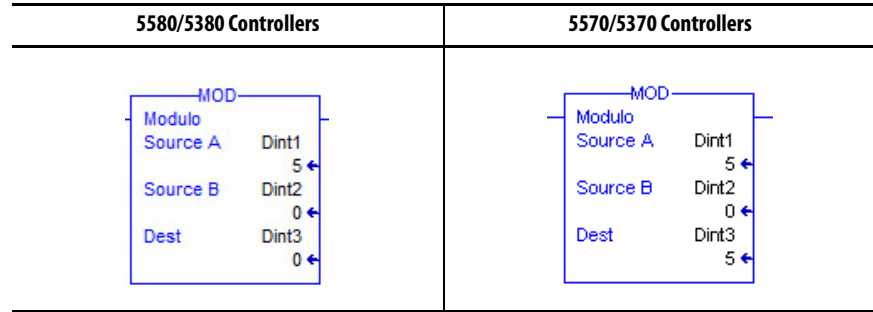 5580/5380 Controllers
5570/5370 Controllers
MOD
Modulo
Source A Dint1
5
Source B Dint2
0
Dest Dint3
0
MOD
Modulo
Source A Dint1
5
Source B Dint2
0
Dest Dint3
5